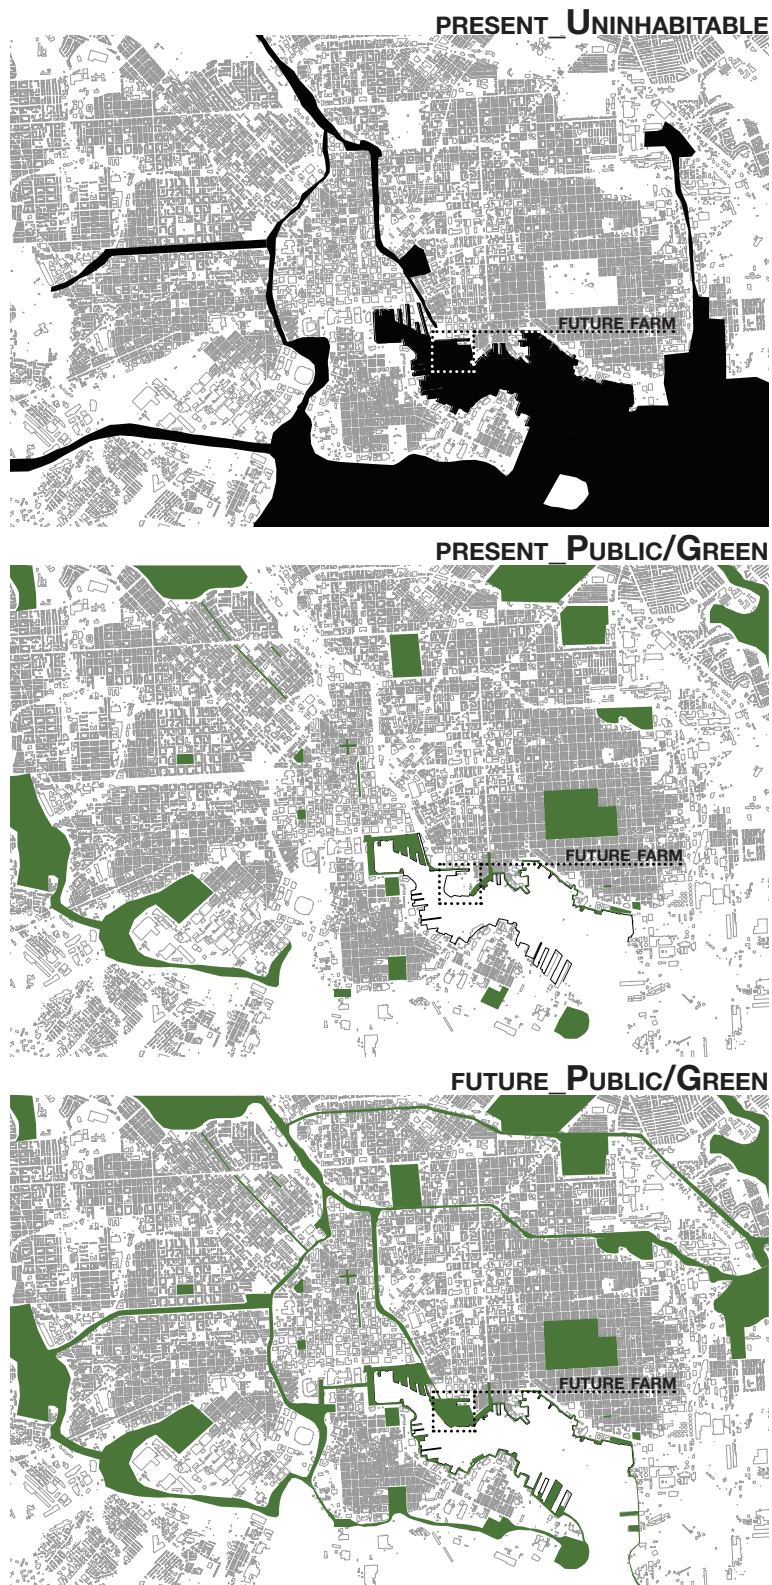 PRESENT_UNINHABITABLE
FUTURE FARM
PRESENT_PUBLIC/GREEN
FUTURE FARM
FUTURE_PUBLIC/GREEN
FUTURE FARM